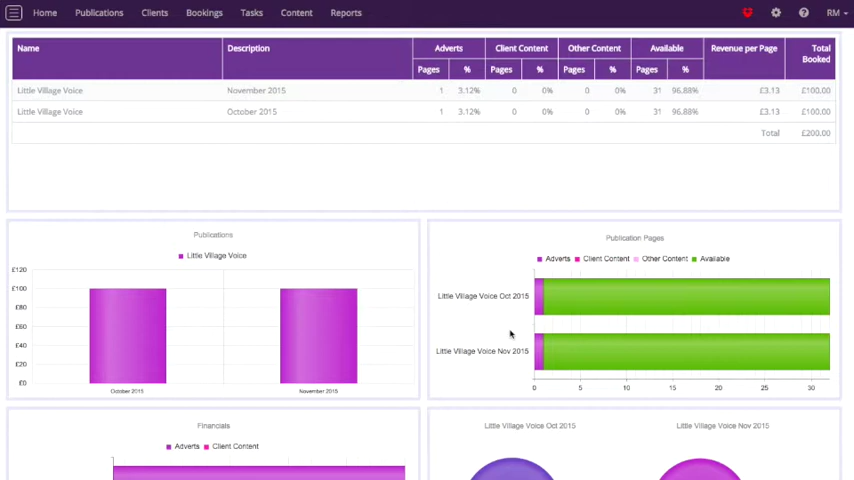 Home Publications Clients Bookings Tasks Content Reports RM
Name Description Adverts Client Content Other Content Available Revenue per Page Total Booked
Pages % Pages % Pages % Pages %
Little Village Voice November 2015 1 3.12% 0 0% 0 0% 31 96.88% £3.13 £100.00
Little Village Voice October 2015 1 3.12% 0 0% 0 0% 31 96.88% £3.13 £100.00
Total £200.00
Publications
Little Village Voice
£120
£100
£80
£60
£40
£20
£0
October 2015 November 2015
Publication Pages
Adverts Client Content Other Content Available
Little Village Voice Oct 2015
Little Village Voice Nov 2015
0 5 10 15 20 25 30
Financials
Adverts Client Content
Little Village Voice Oct 2015 Little Village Voice Nov 2015